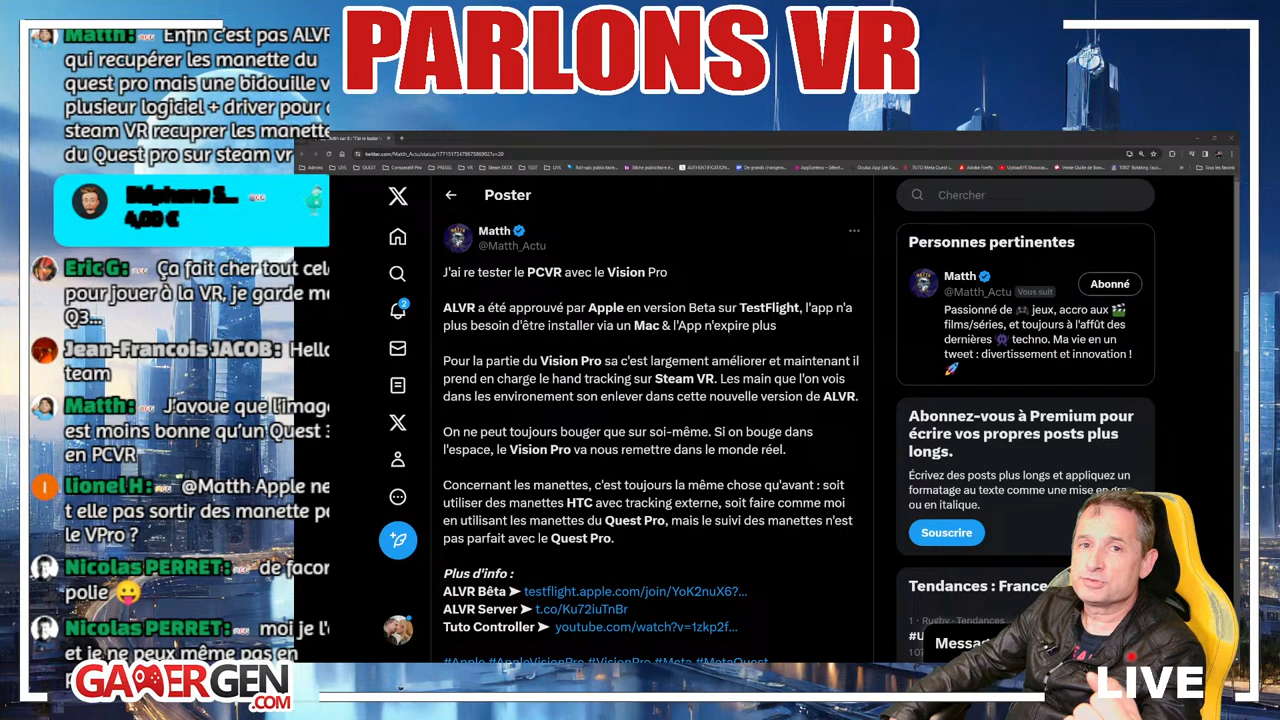 PARLONS VR
Matth: Enfin c'est pas ALVR
qui recupérer les manette du
quest pro mais une bidouille v
plusieur logiciel + driver pour
steam VR recuprer les manette
du Quest pro sur steam vr
Stéphane S...
4,00 €
Eric G: Ça fait cher tout cel
pour jouer à la VR, je garde m
Q3...
Jean-Francois JACOB: Hello
team
Matth: J'avoue que l'imag
est moins bonne qu'un Quest 3
en PCVR
lionel H: @Matth Apple ne
t elle pas sortir des manette p
le VPro ?
Nicolas PERRET: de facon
polie
Nicolas PERRET: moi je l'
et je ne peux même pas en
GAMERGEN
.COM
Poster
Matth
@Matth_Actu
J'ai re tester le PCVR avec le Vision Pro
ALVR a été approuvé par Apple en version Beta sur TestFlight, l'app n'a
plus besoin d'être installer via un Mac & l'App n'expire plus
Pour la partie du Vision Pro sa c'est largement améliorer et maintenant il
prend en charge le hand tracking sur Steam VR. Les main que l'on vois
dans les environement son enlever dans cette nouvelle version de ALVR.
On ne peut toujours bouger que sur soi-même. Si on bouge dans
l'espace, le Vision Pro va nous remettre dans le monde réel.
Concernant les manettes, c'est toujours la même chose qu'avant : soit
utiliser des manettes HTC avec tracking externe, soit faire comme moi
en utilisant les manettes du Quest Pro, mais le suivi des manettes n'est
pas parfait avec le Quest Pro.
Plus d'info :
ALVR Bêta ➤ testflight.apple.com/join/YoK2nuX6?...
ALVR Server ➤ t.co/Ku72iuTnBr
Tuto Controller ➤ youtube.com/watch?v=1zkp2f...
#Apple #AppleVisionPro #VisionPro #Meta #MetaQuest
2
Chercher
Personnes pertinentes
Matth
@Matth_Actu Vous suit
Abonné
Passionné de jeux, accro aux
films/séries, et toujours à l'affût des
dernières techno. Ma vie en un
tweet : divertissement et innovation !
Abonnez-vous à Premium pour
écrire vos propres posts plus
longs.
Écrivez des posts plus longs et appliquez un
formatage au texte comme une mise en gra
ou en italique.
Souscrire
Tendances : France
1 · Rugby · Tendances
Messa
LIVE